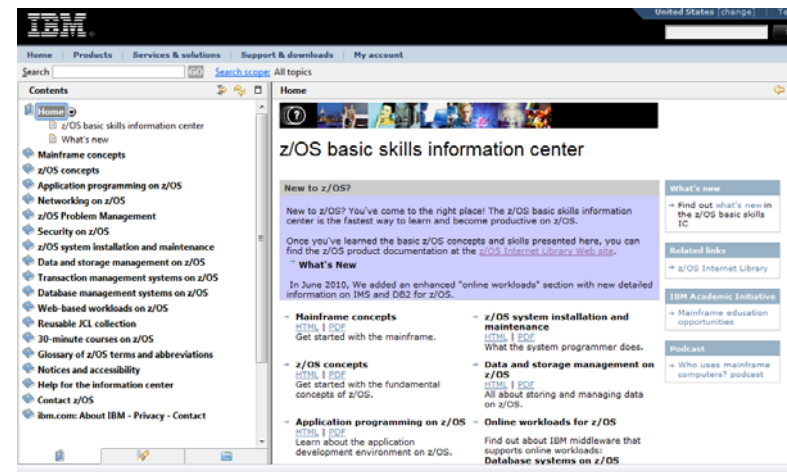 United States [change]
IBM
Home
Products
Services & solutions
Support & downloads
My account
Search
GO
Search scope: All topics
Contents
Home
z/OS basic skills information center
What's new
Mainframe concepts
z/OS concepts
Application programming on z/OS
Networking on z/OS
z/OS Problem Management
Security on z/OS
z/OS system installation and maintenance
Data and storage management on z/OS
Transaction management systems on z/OS
Database management systems on z/OS
Web-based workloads on z/OS
Reusable JCL collection
30-minute courses on z/OS
Glossary of z/OS terms and abbreviations
Notices and accessibility
Help for the information center
Contact z/OS
ibm.com: About IBM - Privacy - Contact
Home
z/OS basic skills information center
New to z/OS?
New to z/OS? You've come to the right place! The z/OS basic skills information
center is the fastest way to learn and become productive on z/OS.
Once you've learned the basic z/OS concepts and skills presented here, you can
find the z/OS product documentation at the z/OS Internet Library Web site.
What's New
In June 2010, We added an enhanced "online workloads" section with new detailed
information on IMS and DB2 for z/OS.
Mainframe concepts
HTML | PDF
Get started with the mainframe.
z/OS concepts
HTML | PDF
Get started with the fundamental
concepts of z/OS.
Application programming on z/OS
HTML | PDF
Learn about the application
development environment on z/OS.
z/OS system installation and
maintenance
HTML | PDF
What the system programmer does.
Data and storage management on
z/OS
HTML | PDF
All about storing and managing data
on z/OS.
Online workloads for z/OS
Find out about IBM middleware that
supports online workloads:
Database systems on z/OS
What's new
Find out what's new in
the z/OS basic skills
IC
Related links
z/OS Internet Library
IBM Academic Initiative
Mainframe education
opportunities
Podcast
Who uses mainframe
computers? podcast